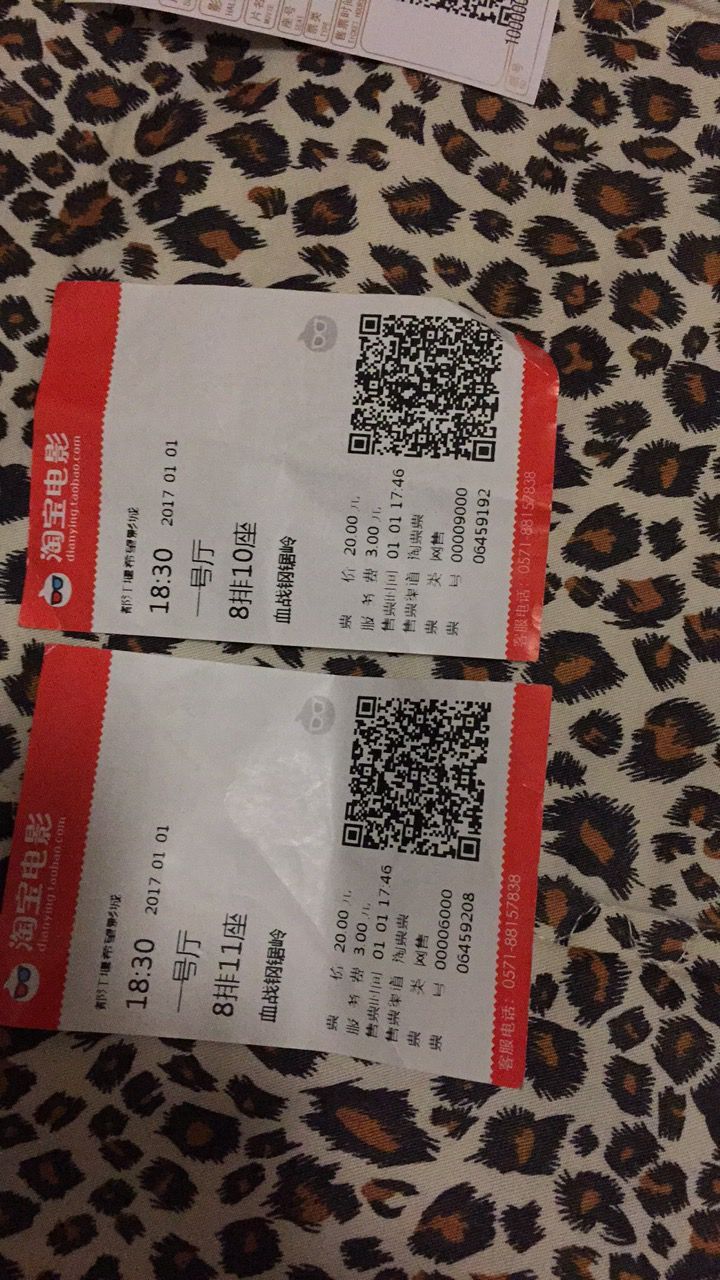 淘宝电影
dianying.taobao.com
都江堰希望影城
18:30 2017 01 01
一号厅
8排11座
血战钢锯岭
票 价 20.00 元
服 务 费 3.00 元
售票时间 01 01 17:46
售票渠道 淘票票
票 类 网售
票 号 00006000
06459208
客服电话：0571-88157838
淘宝电影
dianying.taobao.com
都江堰希望影城
18:30 2017 01 01
一号厅
8排10座
血战钢锯岭
票 价 20.00 元
服 务 费 3.00 元
售票时间 01 01 17:46
售票渠道 淘票票
票 类 网售
票 号 00009000
06459192
客服电话：0571-88157838
片名
座号
票类
TYPE
售票时间
票号